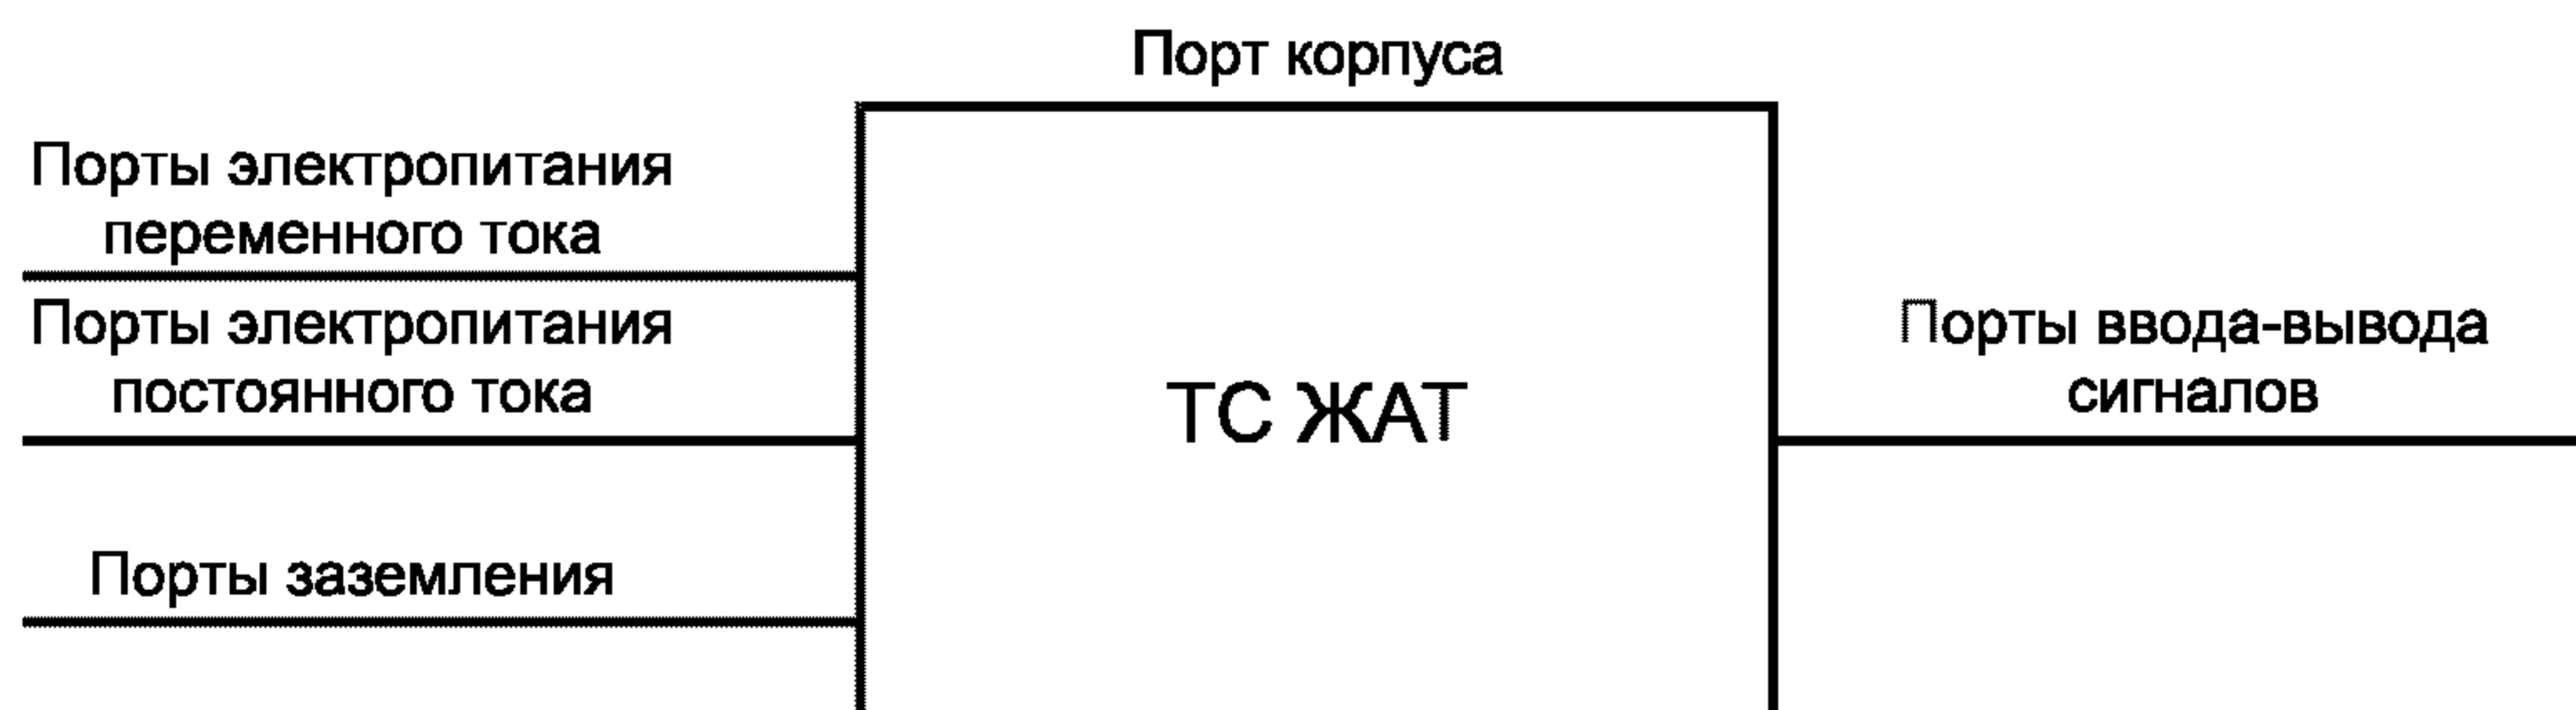 Порт корпуса
Порты электропитания
переменного тока
Порты электропитания
постоянного тока
Порты заземления
ТС ЖАТ
Порты ввода-вывода
сигналов